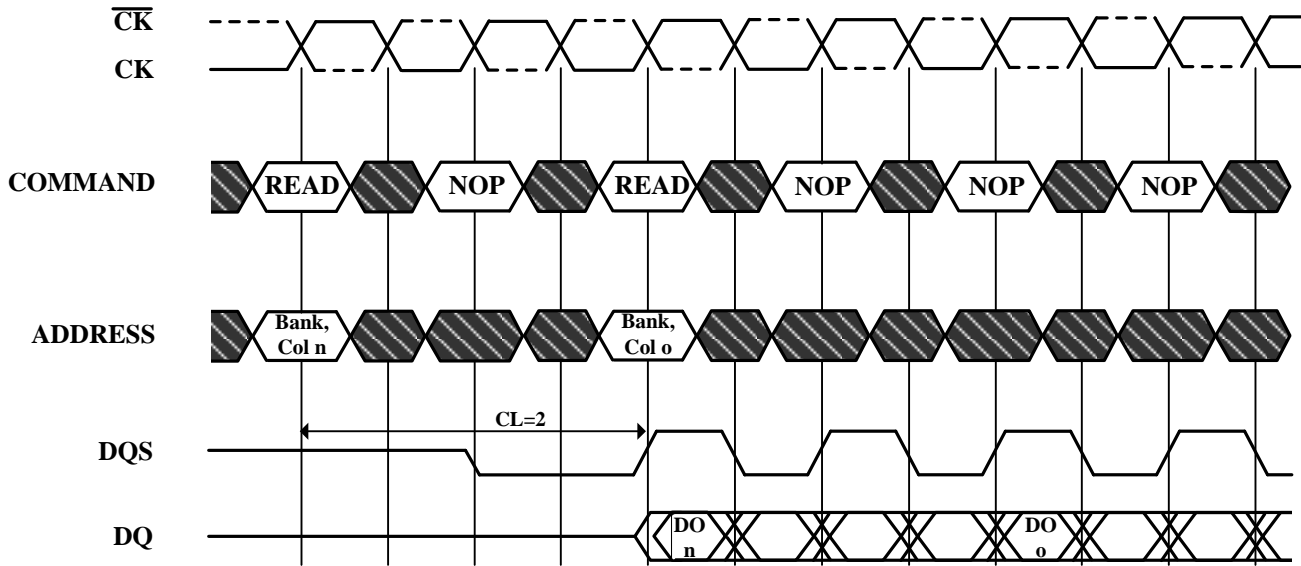 C̅K̅
CK
COMMAND
READ
NOP
READ
NOP
NOP
NOP
ADDRESS
Bank,
Col n
Bank,
Col o
CL=2
DQS
DQ
DO
n
DO
o